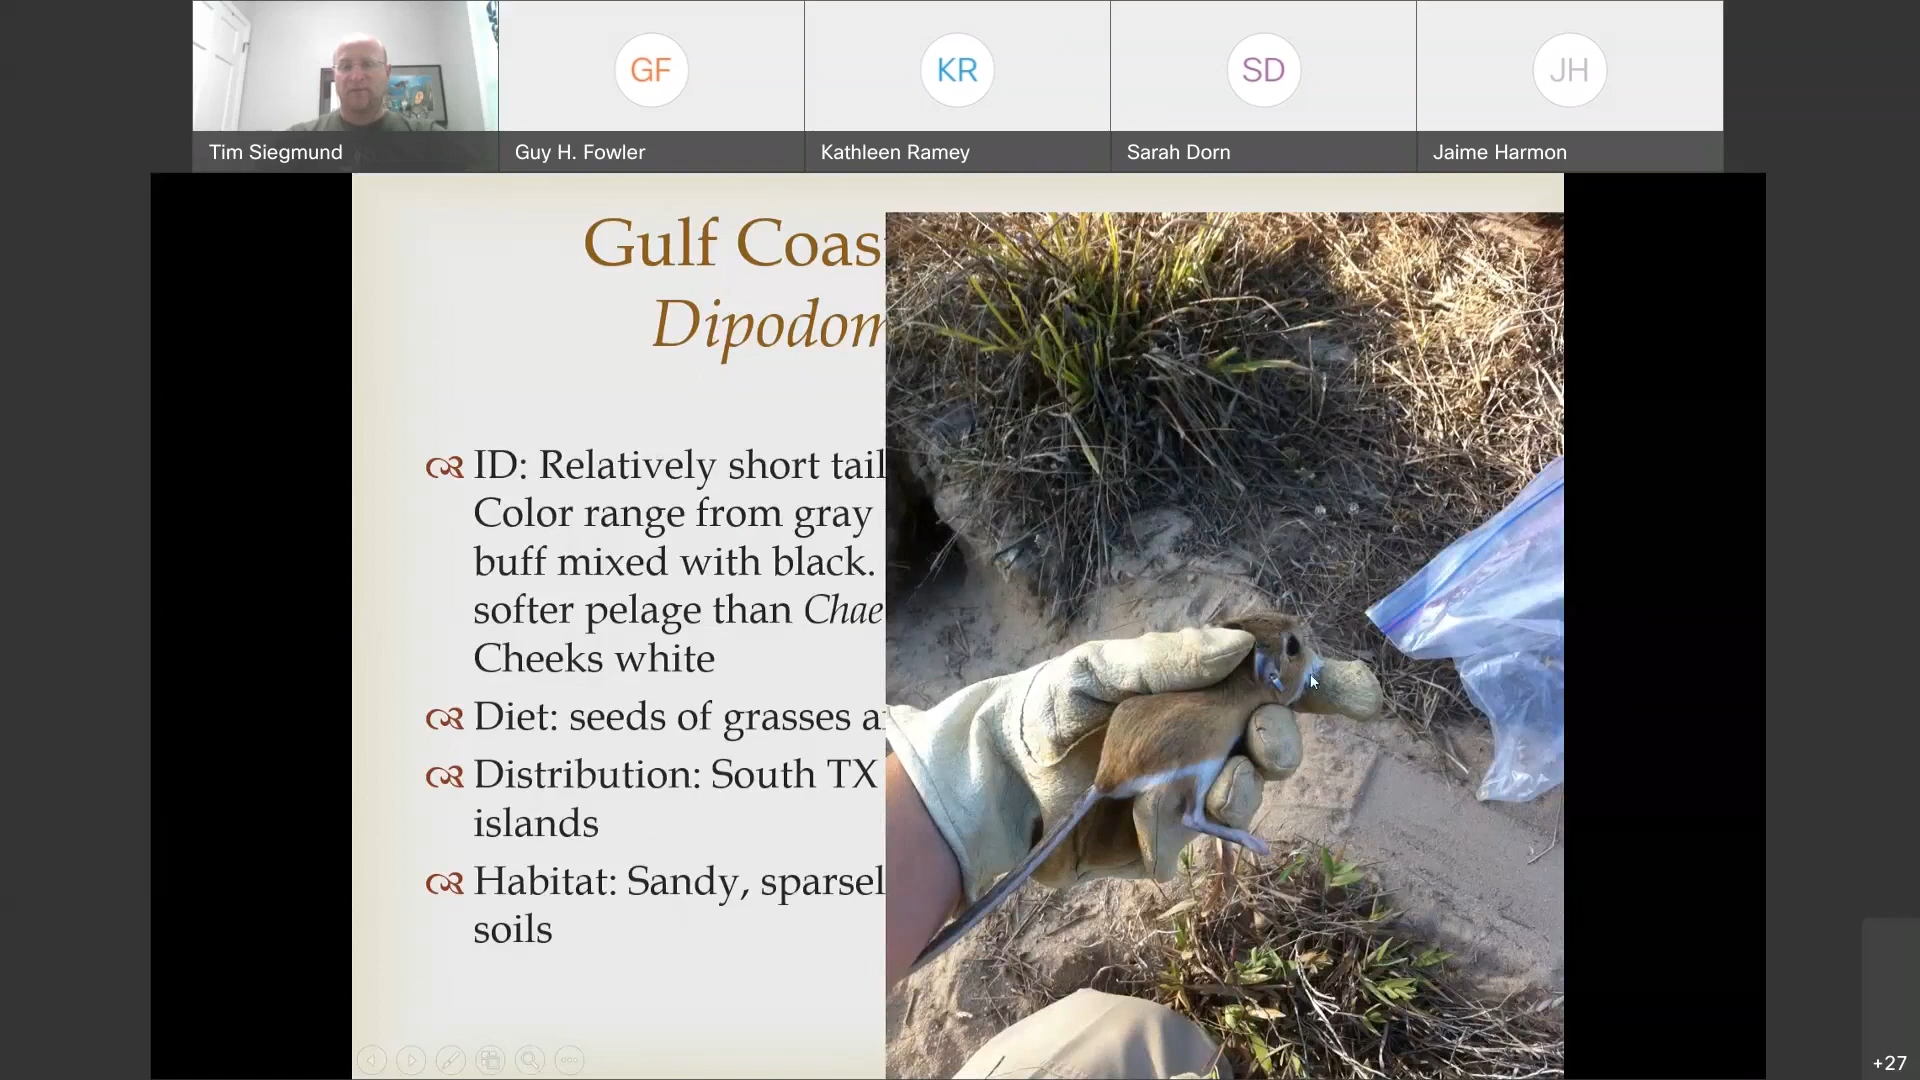 GF
KR
SD
JH
Tim Siegmund
Guy H. Fowler
Kathleen Ramey
Sarah Dorn
Jaime Harmon
Gulf Coas
Dipodom
ID: Relatively short tail
Color range from gray
buff mixed with black.
softer pelage than Chae
Cheeks white
Diet: seeds of grasses a
Distribution: South TX
islands
Habitat: Sandy, sparsel
soils
+27